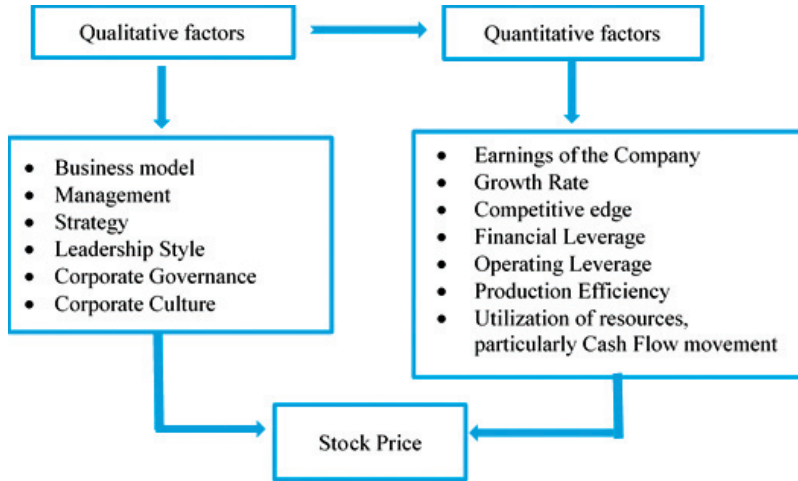 Qualitative factors
Quantitative factors
• Business model
• Management
• Strategy
• Leadership Style
• Corporate Governance
• Corporate Culture
• Earnings of the Company
• Growth Rate
• Competitive edge
• Financial Leverage
• Operating Leverage
• Production Efficiency
• Utilization of resources,
particularly Cash Flow movement
Stock Price